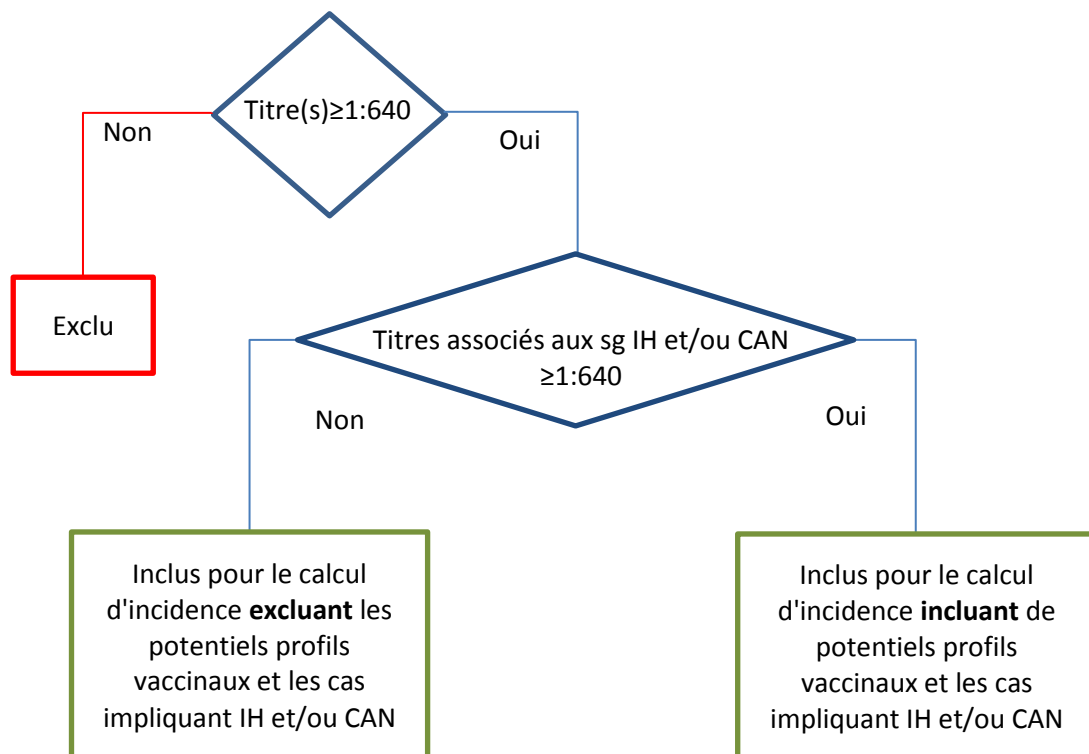 Titre(s)≥1:640
Non
Oui
Exclu
Titres associés aux sg IH et/ou CAN
≥1:640
Non
Oui
Inclus pour le calcul
d'incidence excluant les
potentiels profils
vaccinaux et les cas
impliquant IH et/ou CAN
Inclus pour le calcul
d'incidence incluant de
potentiels profils
vaccinaux et les cas
impliquant IH et/ou CAN